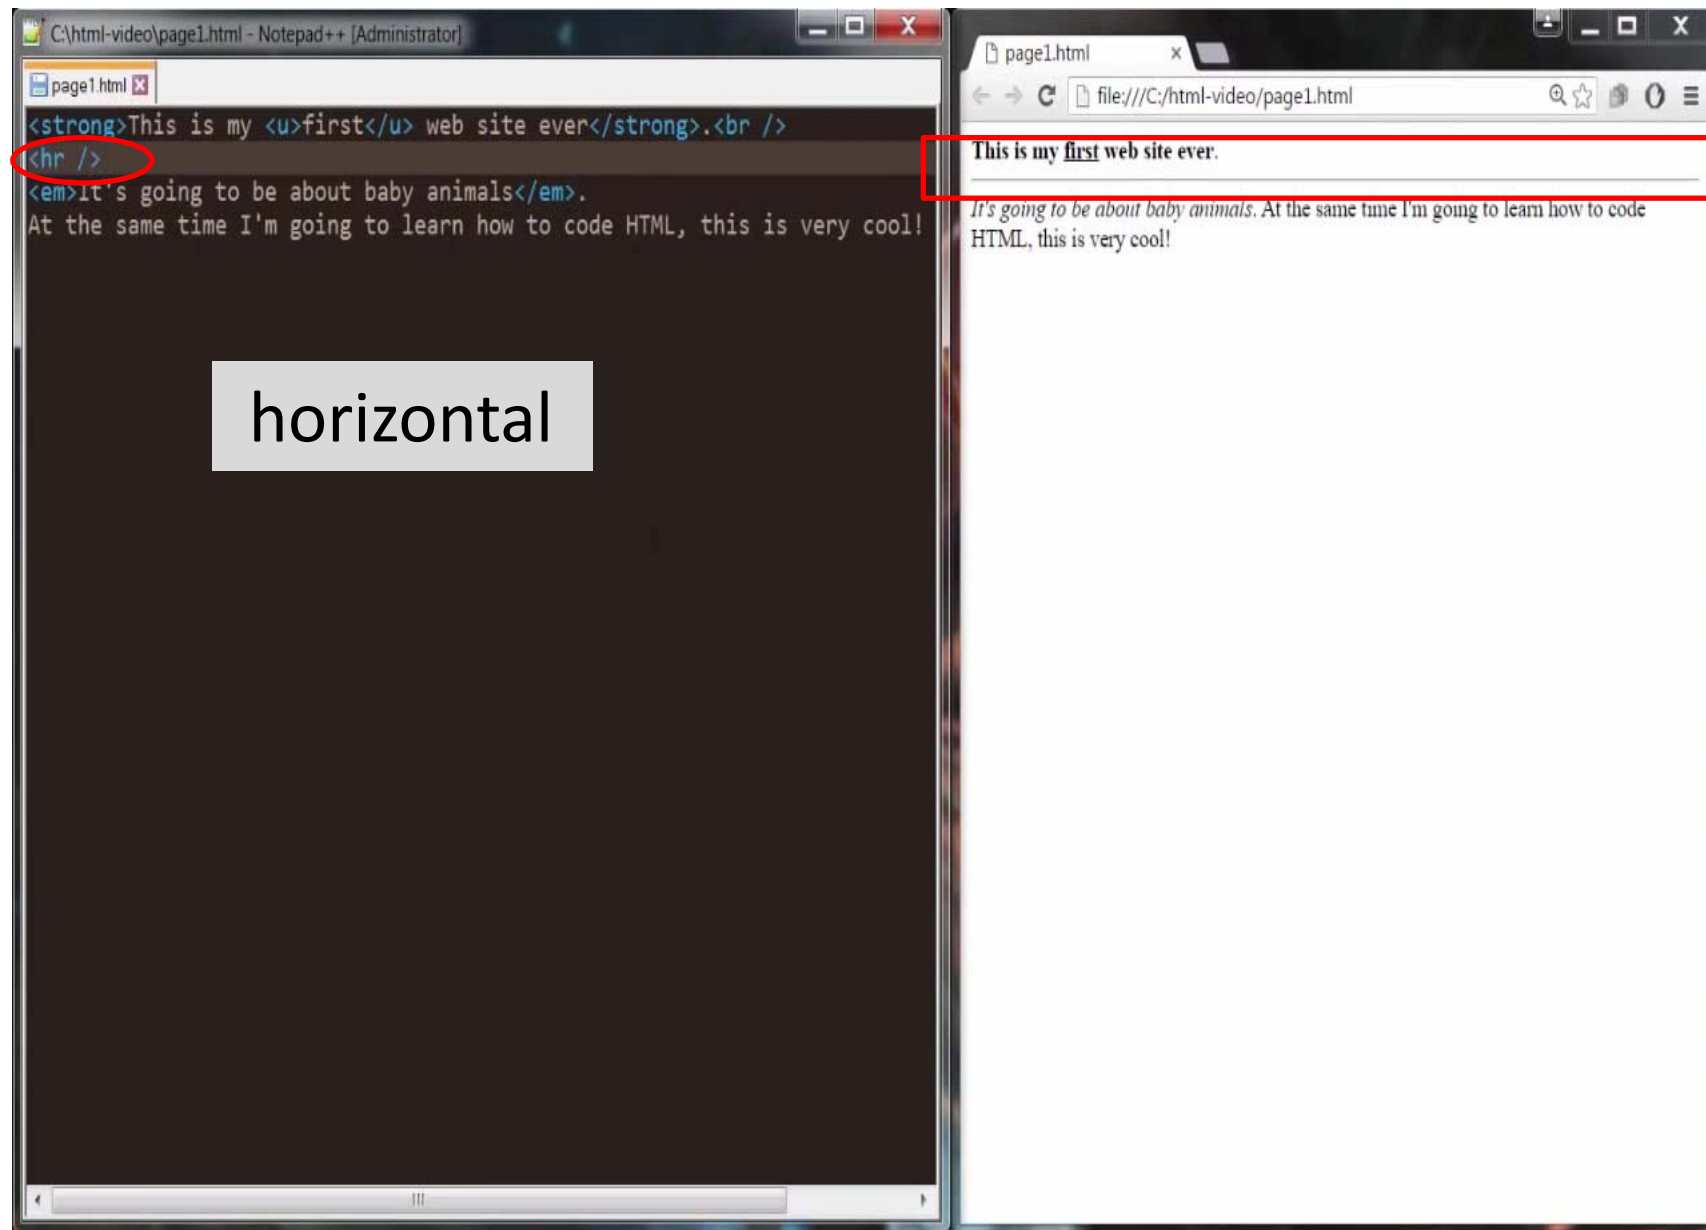 C:\html-video\page1.html - Notepad++ [Administrator]
page1.html
<strong>This is my <u>first</u> web site ever</strong>.<br />
<hr />
<em>It's going to be about baby animals</em>.
At the same time I'm going to learn how to code HTML, this is very cool!
horizontal
page1.html
file:///C:/html-video/page1.html
This is my first web site ever.
It's going to be about baby animals. At the same time I'm going to learn how to code
HTML, this is very cool!